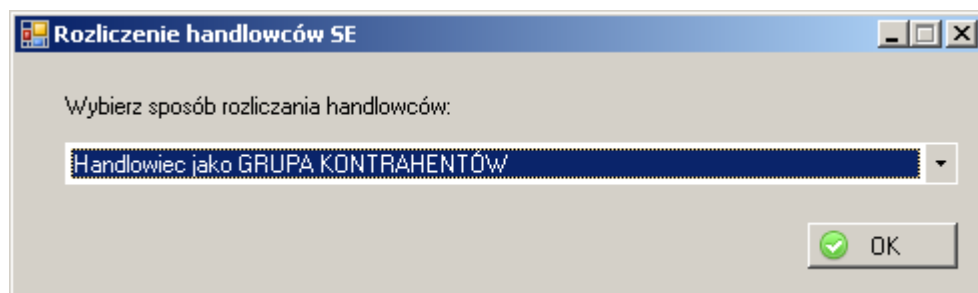 Rozliczenie handlowców SE
Wybierz sposób rozliczania handlowców:
Handlowiec jako GRUPA KONTRAHENTÓW
OK